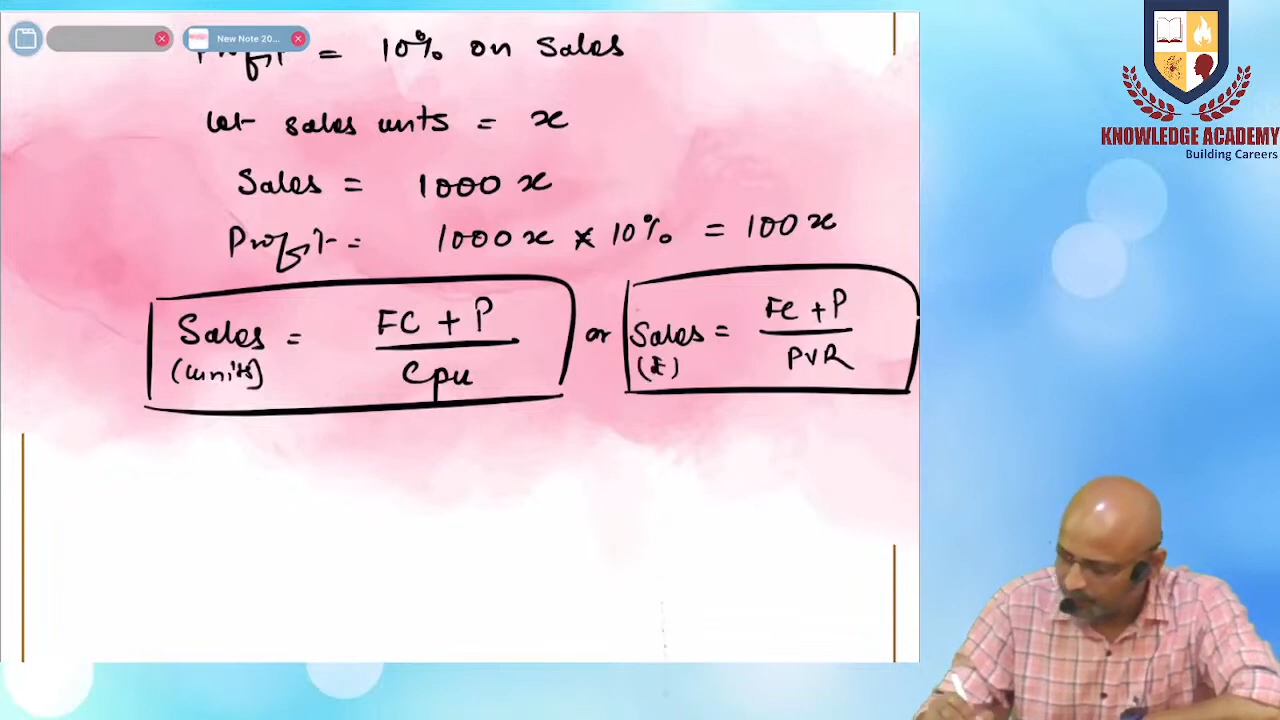 New Note 20...
Profit = 10% on Sales
let sales units = x
Sales = 1000 x
Profit = 1000 x × 10% = 100 x
Sales (units) = FC + P / Cpu or Sales (₹) = FC + P / PVR
KNOWLEDGE ACADEMY
Building Careers